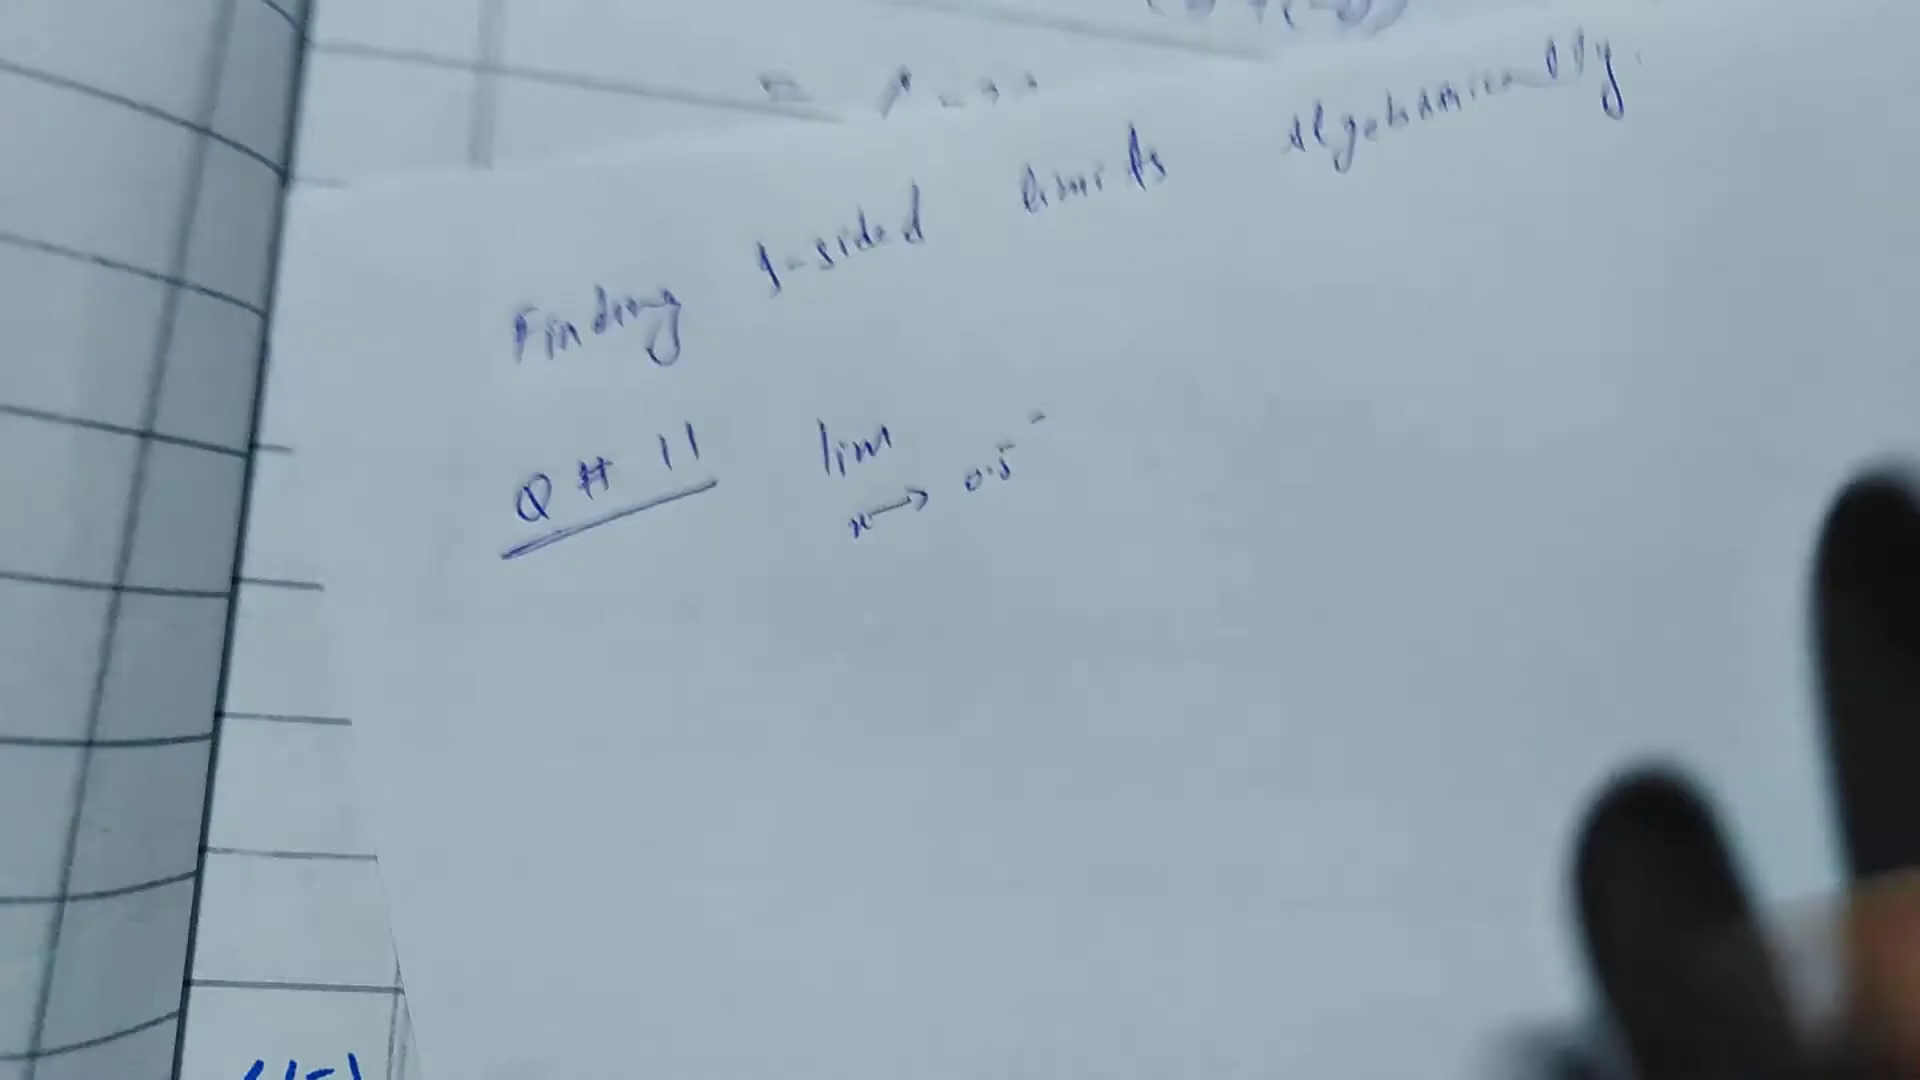 Finding 1-sided limits algebraically.
Q # 11 lim
x → 0.5⁻